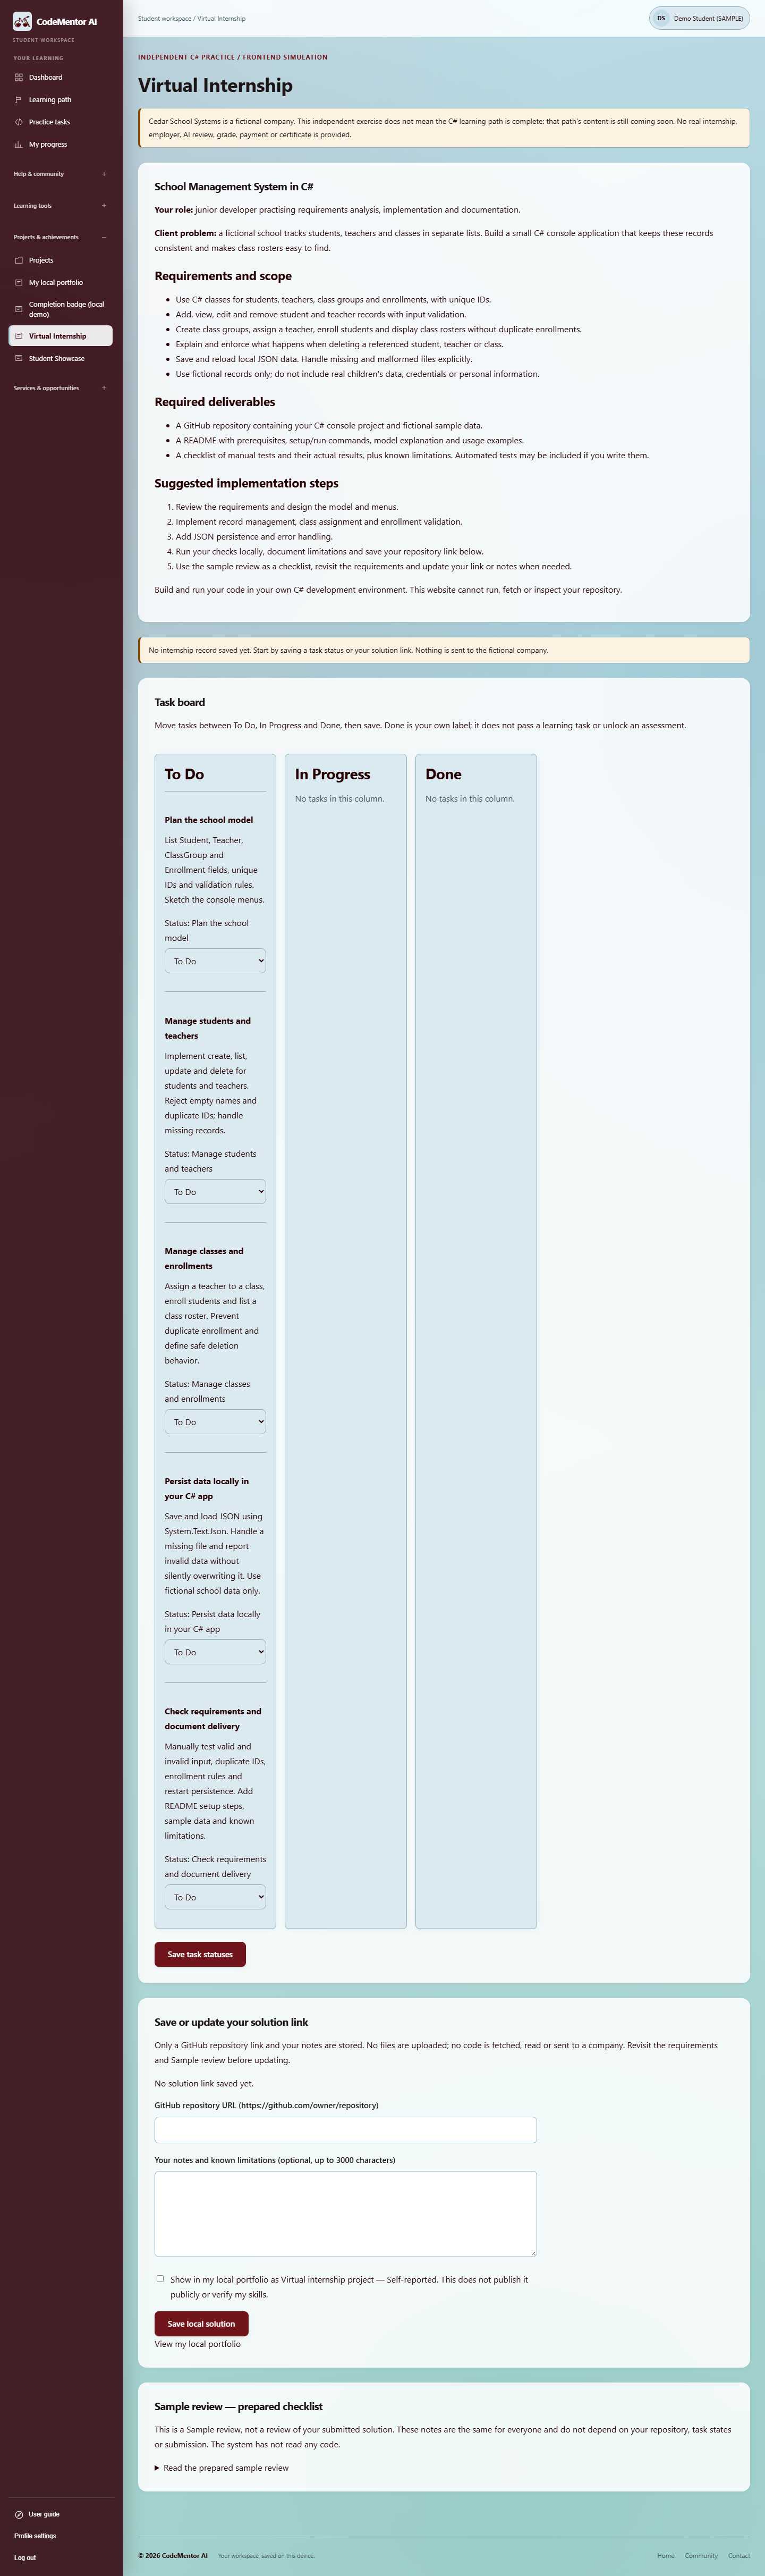 CodeMentor AI
STUDENT WORKSPACE
YOUR LEARNING
Dashboard
Learning path
Practice tasks
My progress
Help & community +
Learning tools +
Projects & achievements –
Projects
My local portfolio
Completion badge (local
demo)
Virtual Internship
Student Showcase
Services & opportunities +
User guide
Profile settings
Log out
Student workspace / Virtual Internship
DS Demo Student (SAMPLE)
INDEPENDENT C# PRACTICE / FRONTEND SIMULATION
Virtual Internship
Cedar School Systems is a fictional company. This independent exercise does not mean the C# learning path is complete: that path's content is still coming soon. No real internship,
employer, AI review, grade, payment or certificate is provided.
School Management System in C#
Your role: junior developer practising requirements analysis, implementation and documentation.
Client problem: a fictional school tracks students, teachers and classes in separate lists. Build a small C# console application that keeps these records
consistent and makes class rosters easy to find.
Requirements and scope
• Use C# classes for students, teachers, class groups and enrollments, with unique IDs.
• Add, view, edit and remove student and teacher records with input validation.
• Create class groups, assign a teacher, enroll students and display class rosters without duplicate enrollments.
• Explain and enforce what happens when deleting a referenced student, teacher or class.
• Save and reload local JSON data. Handle missing and malformed files explicitly.
• Use fictional records only; do not include real children's data, credentials or personal information.
Required deliverables
• A GitHub repository containing your C# console project and fictional sample data.
• A README with prerequisites, setup/run commands, model explanation and usage examples.
• A checklist of manual tests and their actual results, plus known limitations. Automated tests may be included if you write them.
Suggested implementation steps
1. Review the requirements and design the model and menus.
2. Implement record management, class assignment and enrollment validation.
3. Add JSON persistence and error handling.
4. Run your checks locally, document limitations and save your repository link below.
5. Use the sample review as a checklist, revisit the requirements and update your link or notes when needed.
Build and run your code in your own C# development environment. This website cannot run, fetch or inspect your repository.
No internship record saved yet. Start by saving a task status or your solution link. Nothing is sent to the fictional company.
Task board
Move tasks between To Do, In Progress and Done, then save. Done is your own label; it does not pass a learning task or unlock an assessment.
To Do
Plan the school model
List Student, Teacher,
ClassGroup and
Enrollment fields, unique
IDs and validation rules.
Sketch the console menus.
Status: Plan the school
model
To Do
Manage students and
teachers
Implement create, list,
update and delete for
students and teachers.
Reject empty names and
duplicate IDs; handle
missing records.
Status: Manage students
and teachers
To Do
Manage classes and
enrollments
Assign a teacher to a class,
enroll students and list a
class roster. Prevent
duplicate enrollment and
define safe deletion
behavior.
Status: Manage classes
and enrollments
To Do
Persist data locally in
your C# app
Save and load JSON using
System.Text.Json. Handle a
missing file and report
invalid data without
silently overwriting it. Use
fictional school data only.
Status: Persist data locally
in your C# app
To Do
Check requirements and
document delivery
Manually test valid and
invalid input, duplicate IDs,
enrollment rules and
restart persistence. Add
README setup steps,
sample data and known
limitations.
Status: Check requirements
and document delivery
To Do
In Progress
No tasks in this column.
Done
No tasks in this column.
Save task statuses
Save or update your solution link
Only a GitHub repository link and your notes are stored. No files are uploaded; no code is fetched, read or sent to a company. Revisit the requirements
and Sample review before updating.
No solution link saved yet.
GitHub repository URL (https://github.com/owner/repository)
Your notes and known limitations (optional, up to 3000 characters)
Show in my local portfolio as Virtual internship project — Self-reported. This does not publish it
publicly or verify my skills.
Save local solution
View my local portfolio
Sample review — prepared checklist
This is a Sample review, not a review of your submitted solution. These notes are the same for everyone and do not depend on your repository, task states
or submission. The system has not read any code.
Read the prepared sample review
© 2026 CodeMentor AI Your workspace, saved on this device.
Home Community Contact